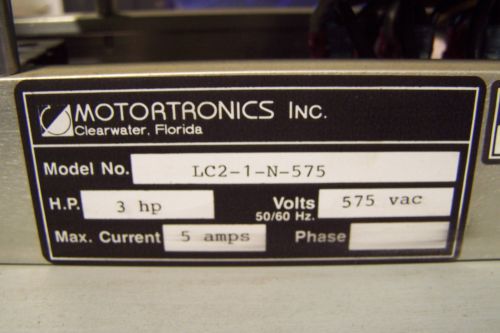 MOTORTRONICS INC.
Clearwater, Florida
Model No. LC2-1-N-575
H.P. 3 hp Volts 575 vac
50/60 Hz.
Max. Current 5 amps Phase